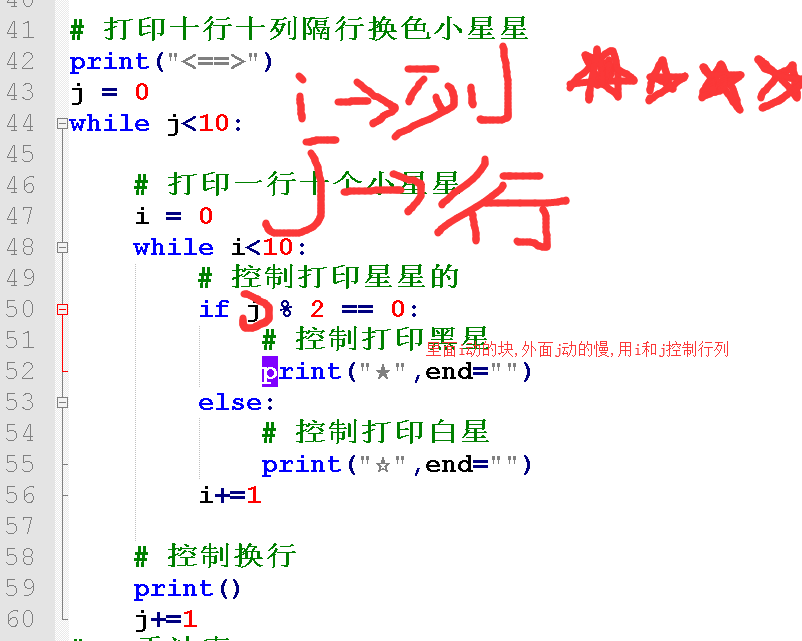 40
41 # 打印十行十列隔行换色小星星
42 print("<==>")
43 j = 0
i→列
44 while j<10:
45
j→行
46 # 打印一行十个小星星
47 i = 0
48 while i<10:
49 # 控制打印星星的
50 if j % 2 == 0:
51 # 控制打印黑星
里面i动的块,外面j动的慢,用i和j控制行列
52 print("★",end="")
53 else:
54 # 控制打印白星
55 print("☆",end="")
56 i+=1
57
58 # 控制换行
59 print()
60 j+=1